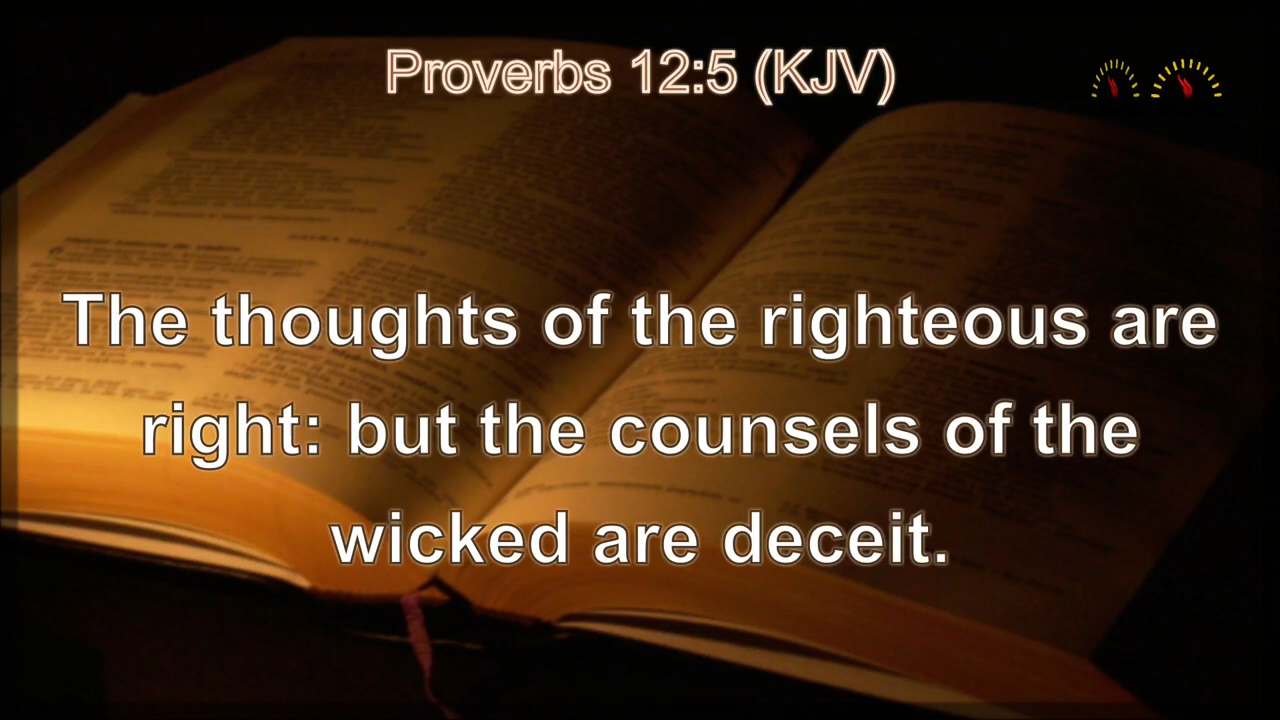 Proverbs 12:5 (KJV)
The thoughts of the righteous are
right: but the counsels of the
wicked are deceit.